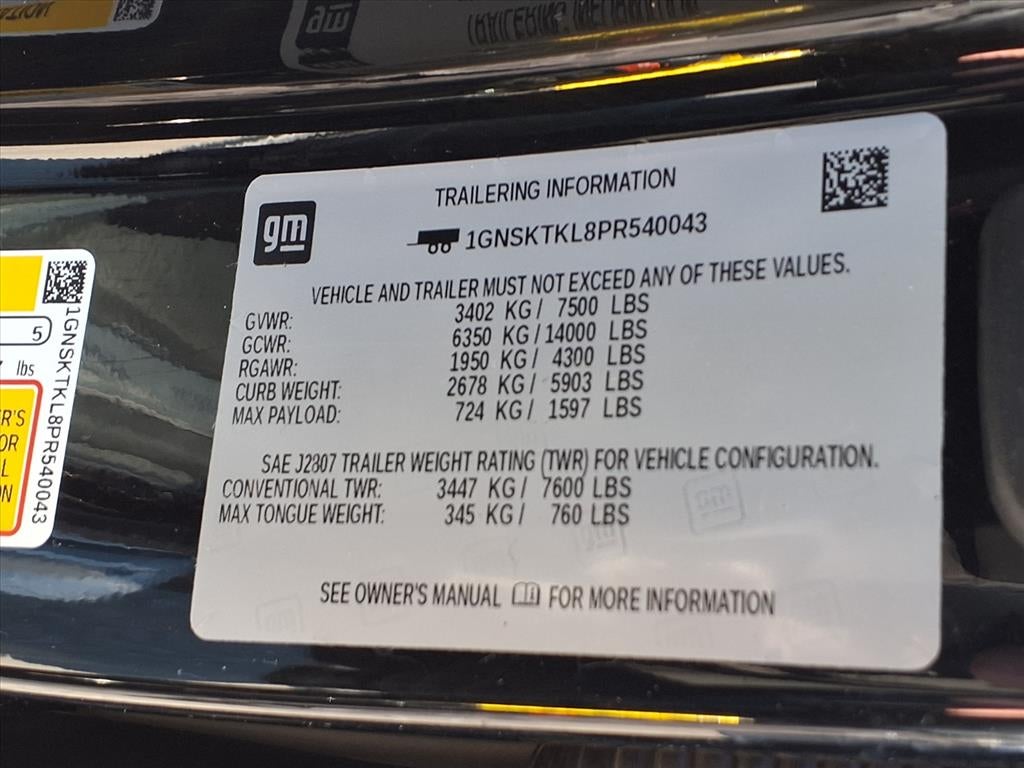 TRAILERING INFORMATION
gm
1GNSKTKL8PR540043
VEHICLE AND TRAILER MUST NOT EXCEED ANY OF THESE VALUES.
GVWR: 3402 KG/ 7500 LBS
GCWR: 6350 KG/14000 LBS
RGAWR: 1950 KG/ 4300 LBS
CURB WEIGHT: 2678 KG/ 5903 LBS
MAX PAYLOAD: 724 KG/ 1597 LBS
SAE J2807 TRAILER WEIGHT RATING (TWR) FOR VEHICLE CONFIGURATION.
CONVENTIONAL TWR: 3447 KG/ 7600 LBS
MAX TONGUE WEIGHT: 345 KG/ 760 LBS
SEE OWNER'S MANUAL FOR MORE INFORMATION
5
lbs
1GNSKTKL8PR540043